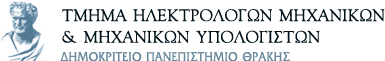 ΤΜΗΜΑ ΗΛΕΚΤΡΟΛΟΓΩΝ ΜΗΧΑΝΙΚΩΝ
& ΜΗΧΑΝΙΚΩΝ ΥΠΟΛΟΓΙΣΤΩΝ
ΔΗΜΟΚΡΙΤΕΙΟ ΠΑΝΕΠΙΣΤΗΜΙΟ ΘΡΑΚΗΣ